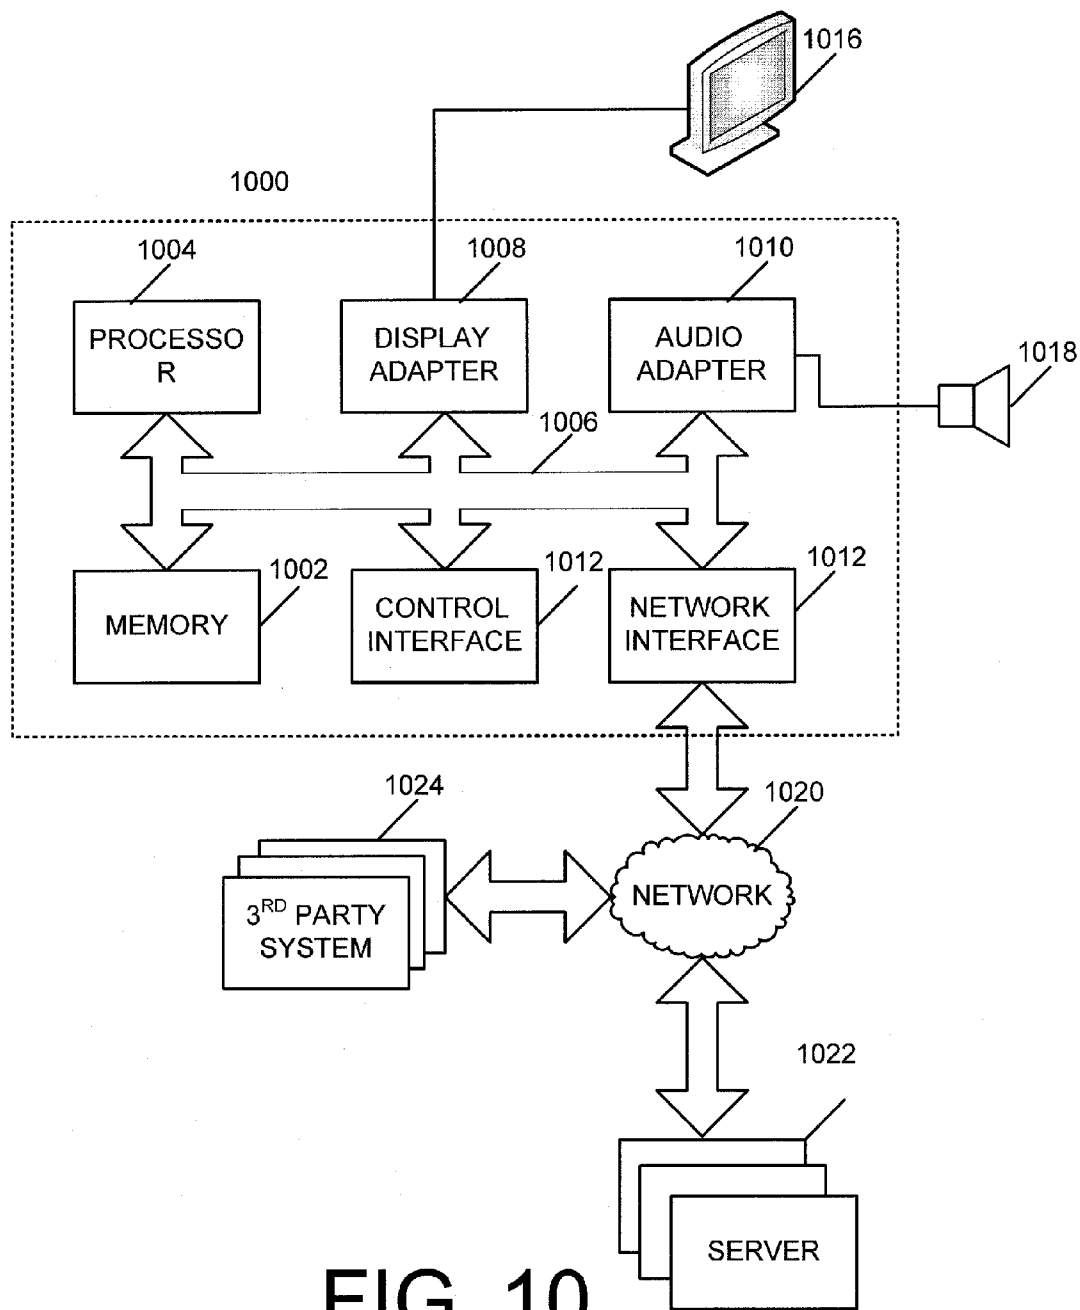 1016
1000
1004
1008
1010
PROCESSO
R
DISPLAY
ADAPTER
AUDIO
ADAPTER
1018
1006
1002
1012
1012
MEMORY
CONTROL
INTERFACE
NETWORK
INTERFACE
1024
1020
3RD PARTY
SYSTEM
NETWORK
1022
SERVER
FIG. 10